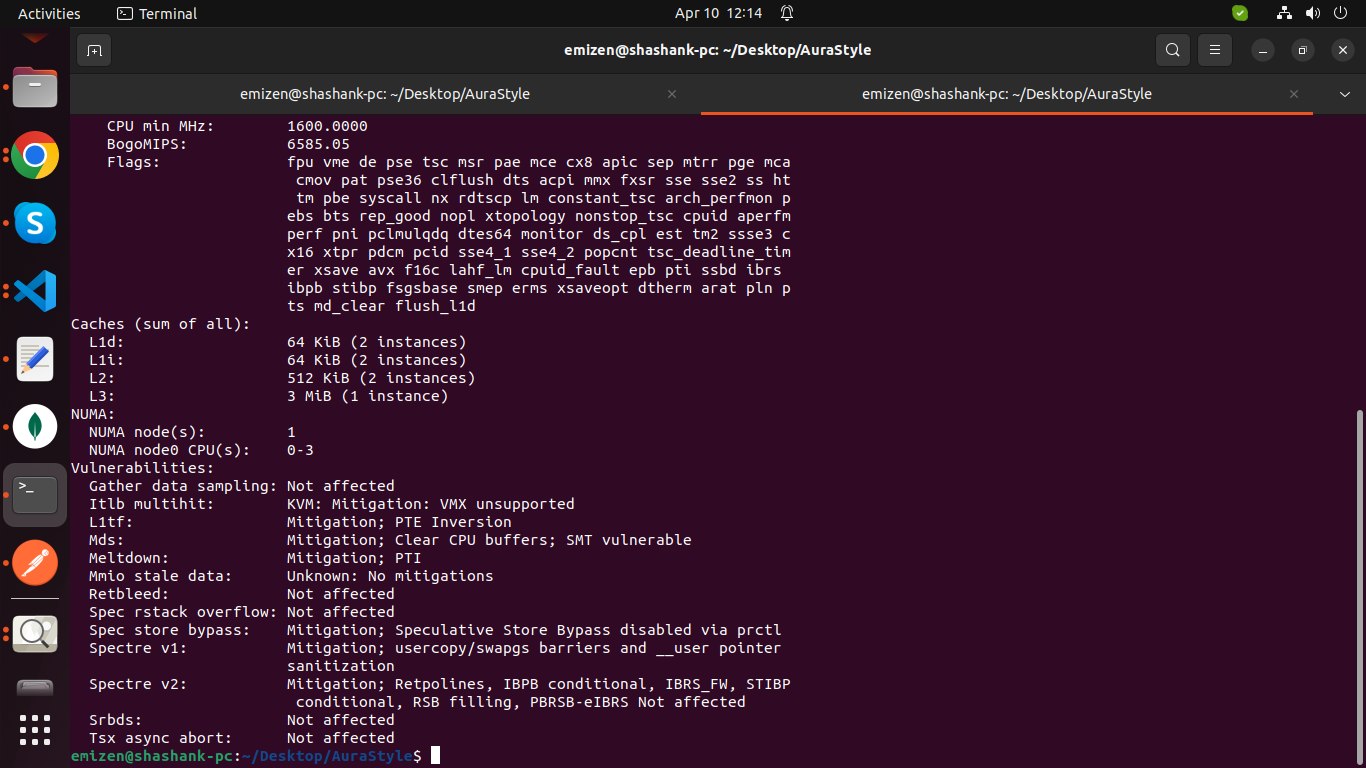 Activities
Terminal
Apr 10 12:14
emizen@shashank-pc: ~/Desktop/AuraStyle
emizen@shashank-pc: ~/Desktop/AuraStyle
emizen@shashank-pc: ~/Desktop/AuraStyle
CPU min MHz: 1600.0000
BogoMIPS: 6585.05
Flags: fpu vme de pse tsc msr pae mce cx8 apic sep mtrr pge mca
cmov pat pse36 clflush dts acpi mmx fxsr sse sse2 ss ht
tm pbe syscall nx rdtscp lm constant_tsc arch_perfmon p
ebs bts rep_good nopl xtopology nonstop_tsc cpuid aperfm
perf pni pclmulqdq dtes64 monitor ds_cpl est tm2 ssse3 c
x16 xtpr pdcm pcid sse4_1 sse4_2 popcnt tsc_deadline_tim
er xsave avx f16c lahf_lm cpuid_fault epb pti ssbd ibrs
ibpb stibp fsgsbase smep erms xsaveopt dtherm arat pln p
ts md_clear flush_l1d
Caches (sum of all):
L1d: 64 KiB (2 instances)
L1i: 64 KiB (2 instances)
L2: 512 KiB (2 instances)
L3: 3 MiB (1 instance)
NUMA:
NUMA node(s): 1
NUMA node0 CPU(s): 0-3
Vulnerabilities:
Gather data sampling: Not affected
Itlb multihit: KVM: Mitigation: VMX unsupported
L1tf: Mitigation; PTE Inversion
Mds: Mitigation; Clear CPU buffers; SMT vulnerable
Meltdown: Mitigation; PTI
Mmio stale data: Unknown: No mitigations
Retbleed: Not affected
Spec rstack overflow: Not affected
Spec store bypass: Mitigation; Speculative Store Bypass disabled via prctl
Spectre v1: Mitigation; usercopy/swapgs barriers and __user pointer
sanitization
Spectre v2: Mitigation; Retpolines, IBPB conditional, IBRS_FW, STIBP
conditional, RSB filling, PBRSB-eIBRS Not affected
Srbds: Not affected
Tsx async abort: Not affected
emizen@shashank-pc:~/Desktop/AuraStyle$